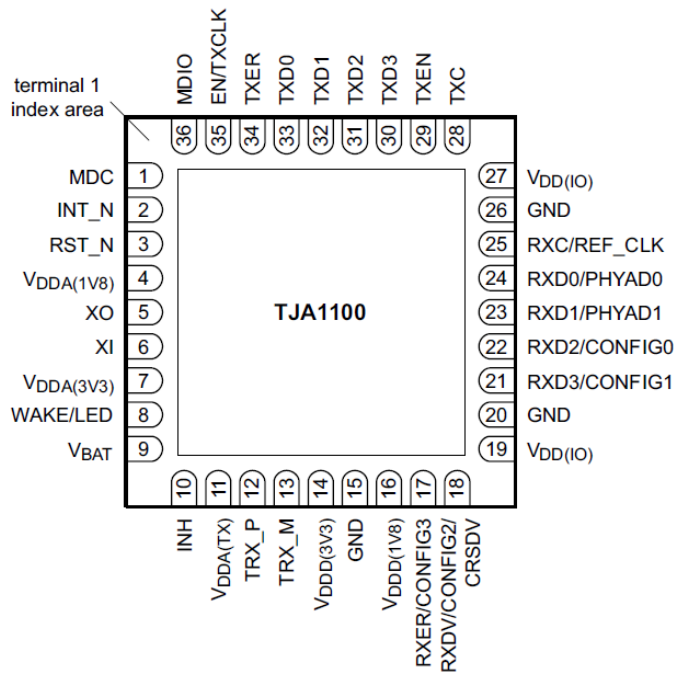 terminal 1
index area
MDIO
EN/TXCLK
TXER
TXD0
TXD1
TXD2
TXD3
TXEN
TXC
36 35 34 33 32 31 30 29 28
MDC 1
INT_N 2
RST_N 3
VDDA(1V8) 4
XO 5
XI 6
VDDA(3V3) 7
WAKE/LED 8
VBAT 9
TJA1100
27 VDD(IO)
26 GND
25 RXC/REF_CLK
24 RXD0/PHYAD0
23 RXD1/PHYAD1
22 RXD2/CONFIG0
21 RXD3/CONFIG1
20 GND
19 VDD(IO)
10 11 12 13 14 15 16 17 18
INH
VDDA(TX)
TRX_P
TRX_M
VDDD(3V3)
GND
VDDD(1V8)
RXER/CONFIG3
RXDV/CONFIG2/
CRSDV